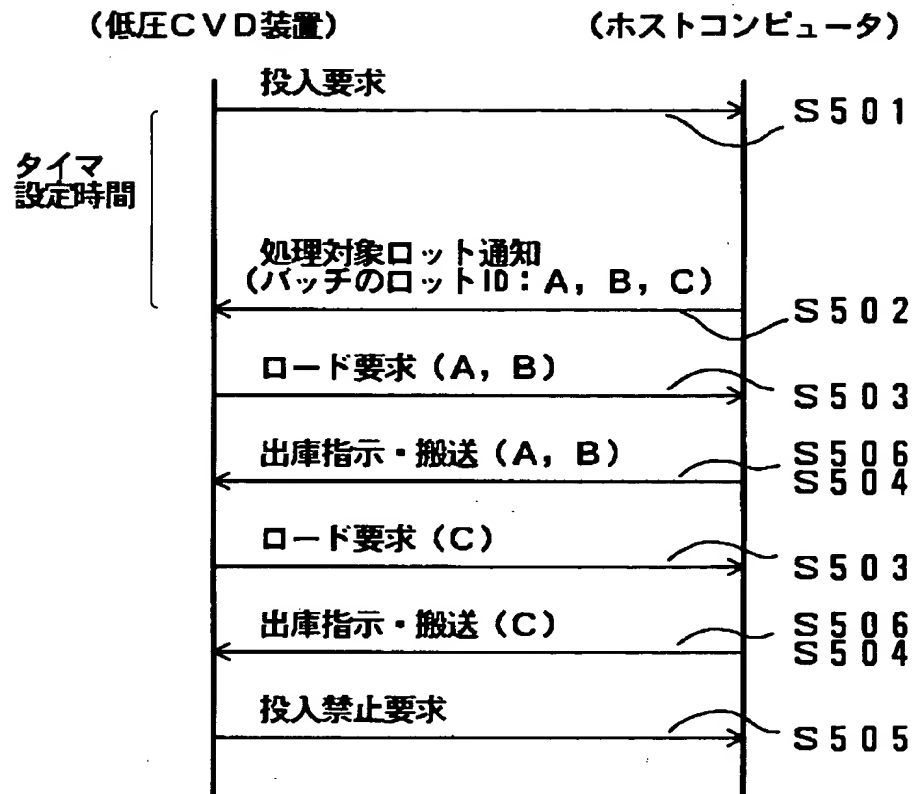 (低圧CVD装置)
(ホストコンピュータ)
投入要求
S501
タイマ
設定時間
処理対象ロット通知
(バッチのロットID:A,B,C)
S502
ロード要求(A,B)
S503
出庫指示・搬送(A,B)
S506
S504
ロード要求(C)
S503
出庫指示・搬送(C)
S506
S504
投入禁止要求
S505